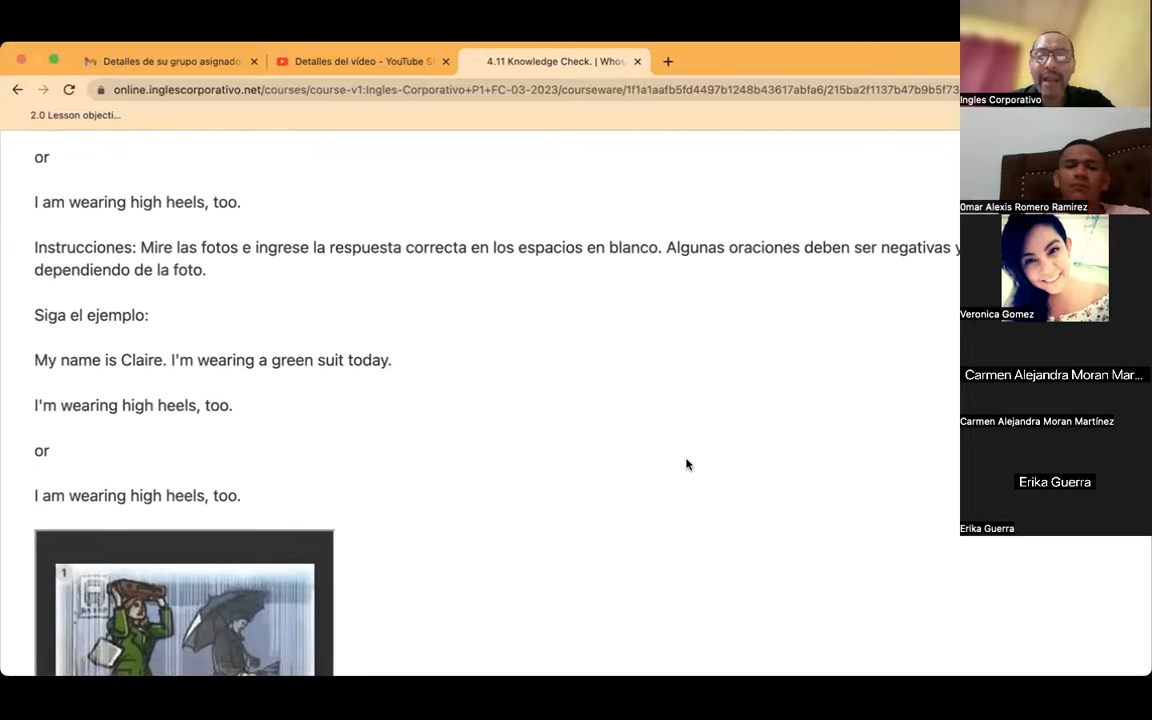 Detalles de su grupo asignado
Detalles del vídeo - YouTube S
4.11 Knowledge Check. | Whos
online.inglescorporativo.net/courses/course-v1:Ingles-Corporativo+P1+FC-03-2023/courseware/1f1a1aafb5fd4497b1248b43617abfa6/215ba2f1137b47b9b5f73
2.0 Lesson objecti...
or
I am wearing high heels, too.
Instrucciones: Mire las fotos e ingrese la respuesta correcta en los espacios en blanco. Algunas oraciones deben ser negativas y
dependiendo de la foto.
Siga el ejemplo:
My name is Claire. I'm wearing a green suit today.
I'm wearing high heels, too.
or
I am wearing high heels, too.
1
Ingles Corporativo
Omar Alexis Romero Ramirez
Veronica Gomez
Carmen Alejandra Moran Mar...
Carmen Alejandra Moran Martínez
Erika Guerra
Erika Guerra